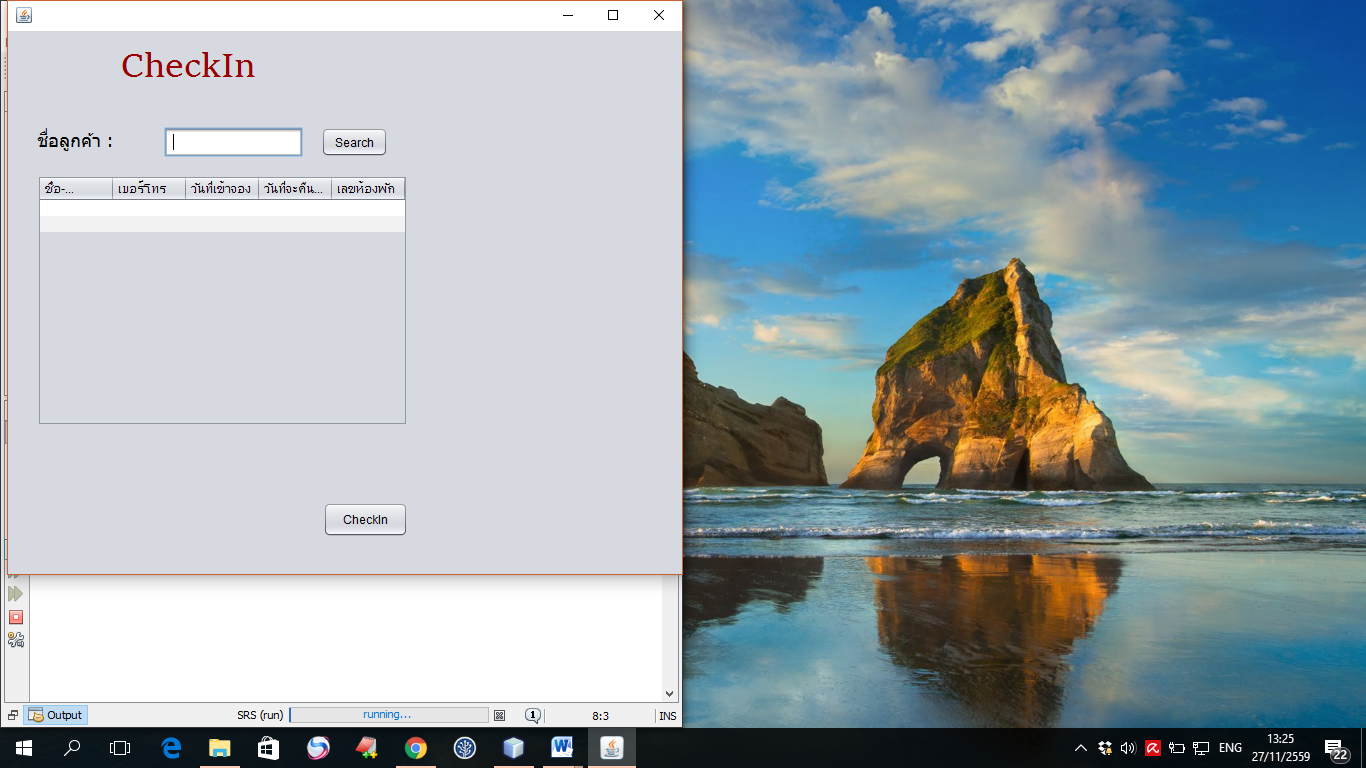 CheckIn
ชื่อลูกค้า :
Search
ชื่อ-... เบอร์โทร วันที่เข้าจอง วันที่จะคืน... เลขห้องพัก
CheckIn
Output SRS (run) running... 1 8:3 INS
ENG 13:25
27/11/2559 22